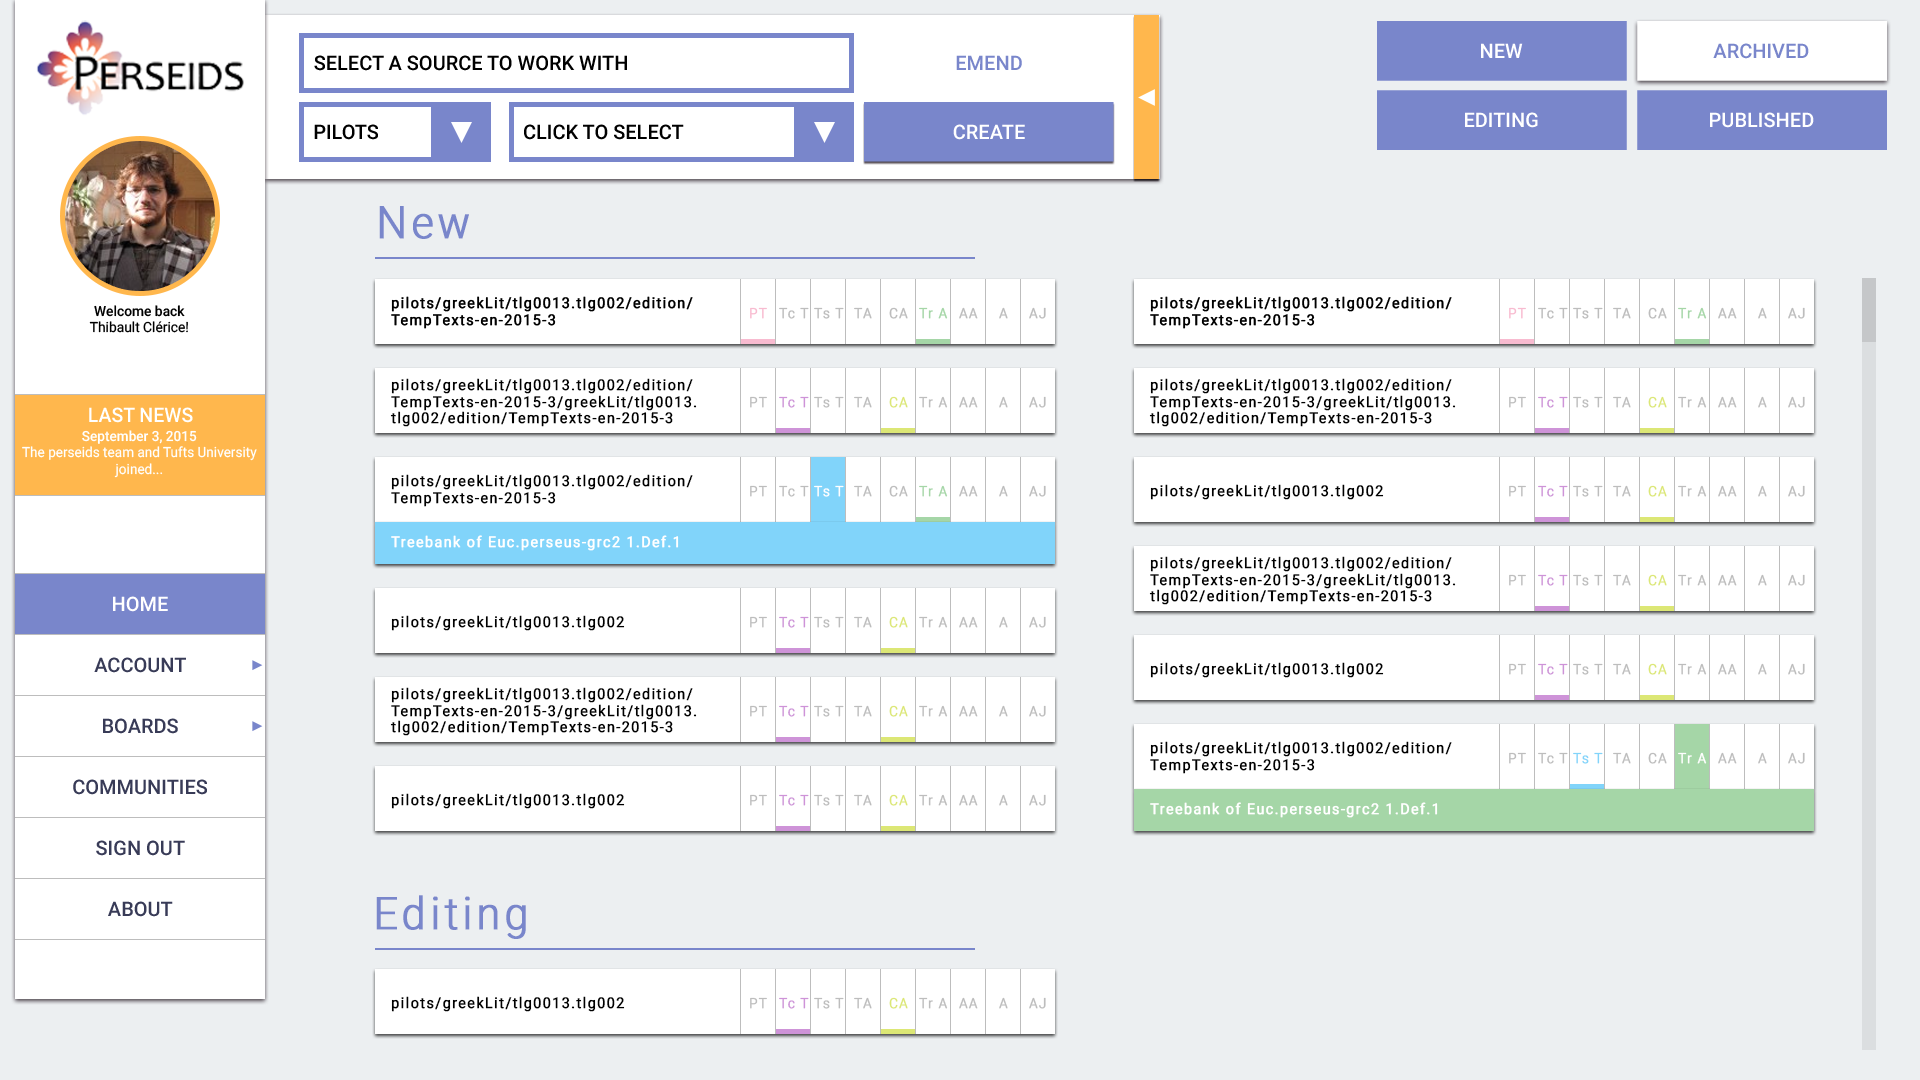 PERSEIDS
Welcome back
Thibault Clérice!
LAST NEWS
September 3, 2015
The perseids team and Tufts University
joined...
HOME
ACCOUNT
BOARDS
COMMUNITIES
SIGN OUT
ABOUT
SELECT A SOURCE TO WORK WITH
EMEND
PILOTS
CLICK TO SELECT
CREATE
NEW
ARCHIVED
EDITING
PUBLISHED
New
pilots/greekLit/tlg0013.tlg002/edition/
TempTexts-en-2015-3
PT Tc T Ts T TA CA Tr A AA A AJ
pilots/greekLit/tlg0013.tlg002/edition/
TempTexts-en-2015-3/greekLit/tlg0013.
tlg002/edition/TempTexts-en-2015-3
PT Tc T Ts T TA CA Tr A AA A AJ
pilots/greekLit/tlg0013.tlg002/edition/
TempTexts-en-2015-3
PT Tc T Ts T TA CA Tr A AA A AJ
Treebank of Euc.perseus-grc2 1.Def.1
pilots/greekLit/tlg0013.tlg002
PT Tc T Ts T TA CA Tr A AA A AJ
pilots/greekLit/tlg0013.tlg002/edition/
TempTexts-en-2015-3/greekLit/tlg0013.
tlg002/edition/TempTexts-en-2015-3
PT Tc T Ts T TA CA Tr A AA A AJ
pilots/greekLit/tlg0013.tlg002
PT Tc T Ts T TA CA Tr A AA A AJ
pilots/greekLit/tlg0013.tlg002/edition/
TempTexts-en-2015-3
PT Tc T Ts T TA CA Tr A AA A AJ
pilots/greekLit/tlg0013.tlg002/edition/
TempTexts-en-2015-3/greekLit/tlg0013.
tlg002/edition/TempTexts-en-2015-3
PT Tc T Ts T TA CA Tr A AA A AJ
pilots/greekLit/tlg0013.tlg002
PT Tc T Ts T TA CA Tr A AA A AJ
pilots/greekLit/tlg0013.tlg002/edition/
TempTexts-en-2015-3/greekLit/tlg0013.
tlg002/edition/TempTexts-en-2015-3
PT Tc T Ts T TA CA Tr A AA A AJ
pilots/greekLit/tlg0013.tlg002
PT Tc T Ts T TA CA Tr A AA A AJ
pilots/greekLit/tlg0013.tlg002/edition/
TempTexts-en-2015-3
PT Tc T Ts T TA CA Tr A AA A AJ
Treebank of Euc.perseus-grc2 1.Def.1
Editing
pilots/greekLit/tlg0013.tlg002
PT Tc T Ts T TA CA Tr A AA A AJ